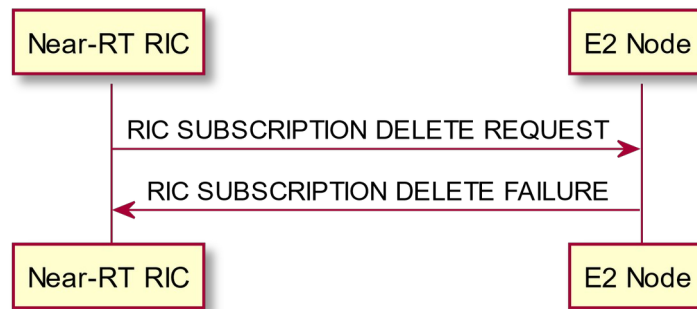 Near-RT RIC
E2 Node
RIC SUBSCRIPTION DELETE REQUEST
RIC SUBSCRIPTION DELETE FAILURE
Near-RT RIC
E2 Node